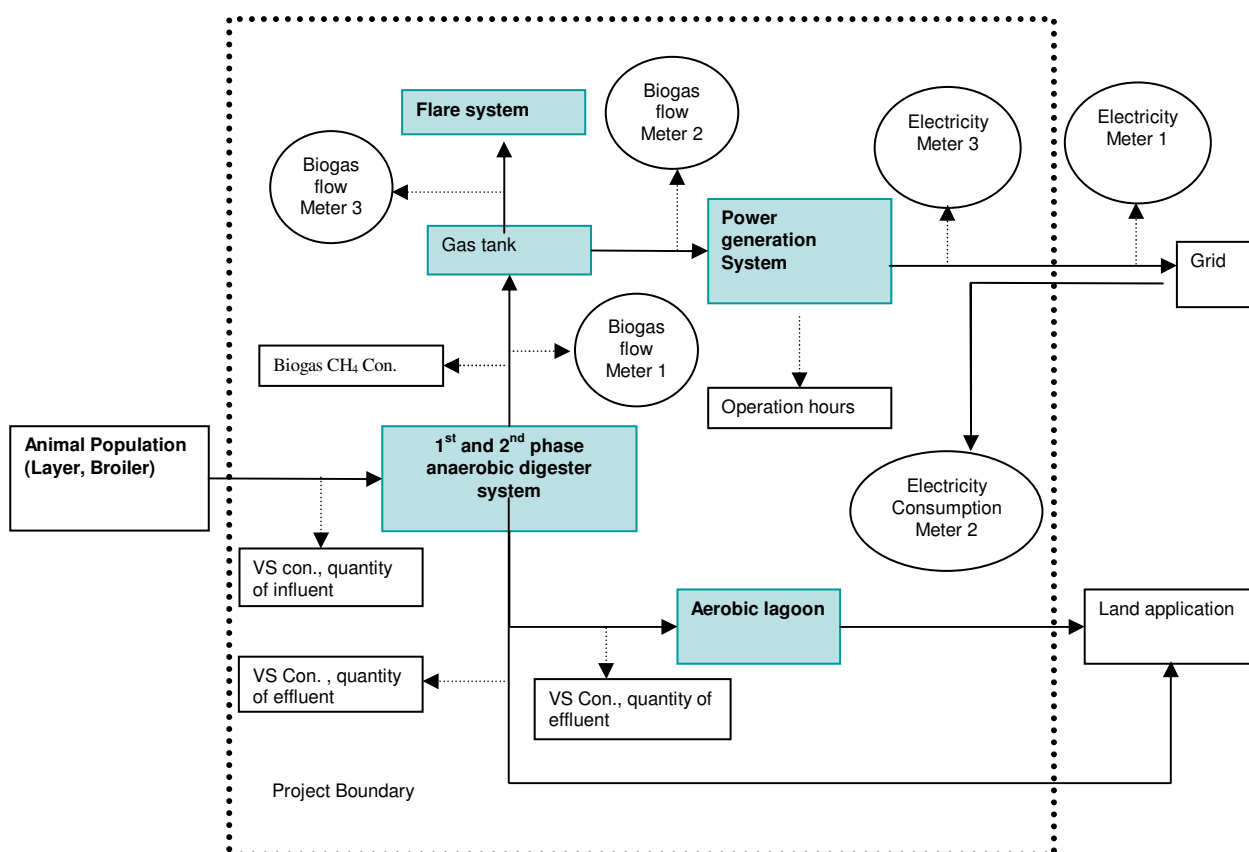 Flare system
Biogas
flow
Meter 2
Electricity
Meter 3
Electricity
Meter 1
Biogas
flow
Meter 3
Gas tank
Power
generation
System
Grid
Biogas CH₄ Con.
Biogas
flow
Meter 1
Operation hours
Animal Population
(Layer, Broiler)
1st and 2nd phase
anaerobic digester
system
Electricity
Consumption
Meter 2
VS con., quantity
of influent
Aerobic lagoon
Land application
VS Con. , quantity
of effluent
VS Con., quantity of
effluent
Project Boundary